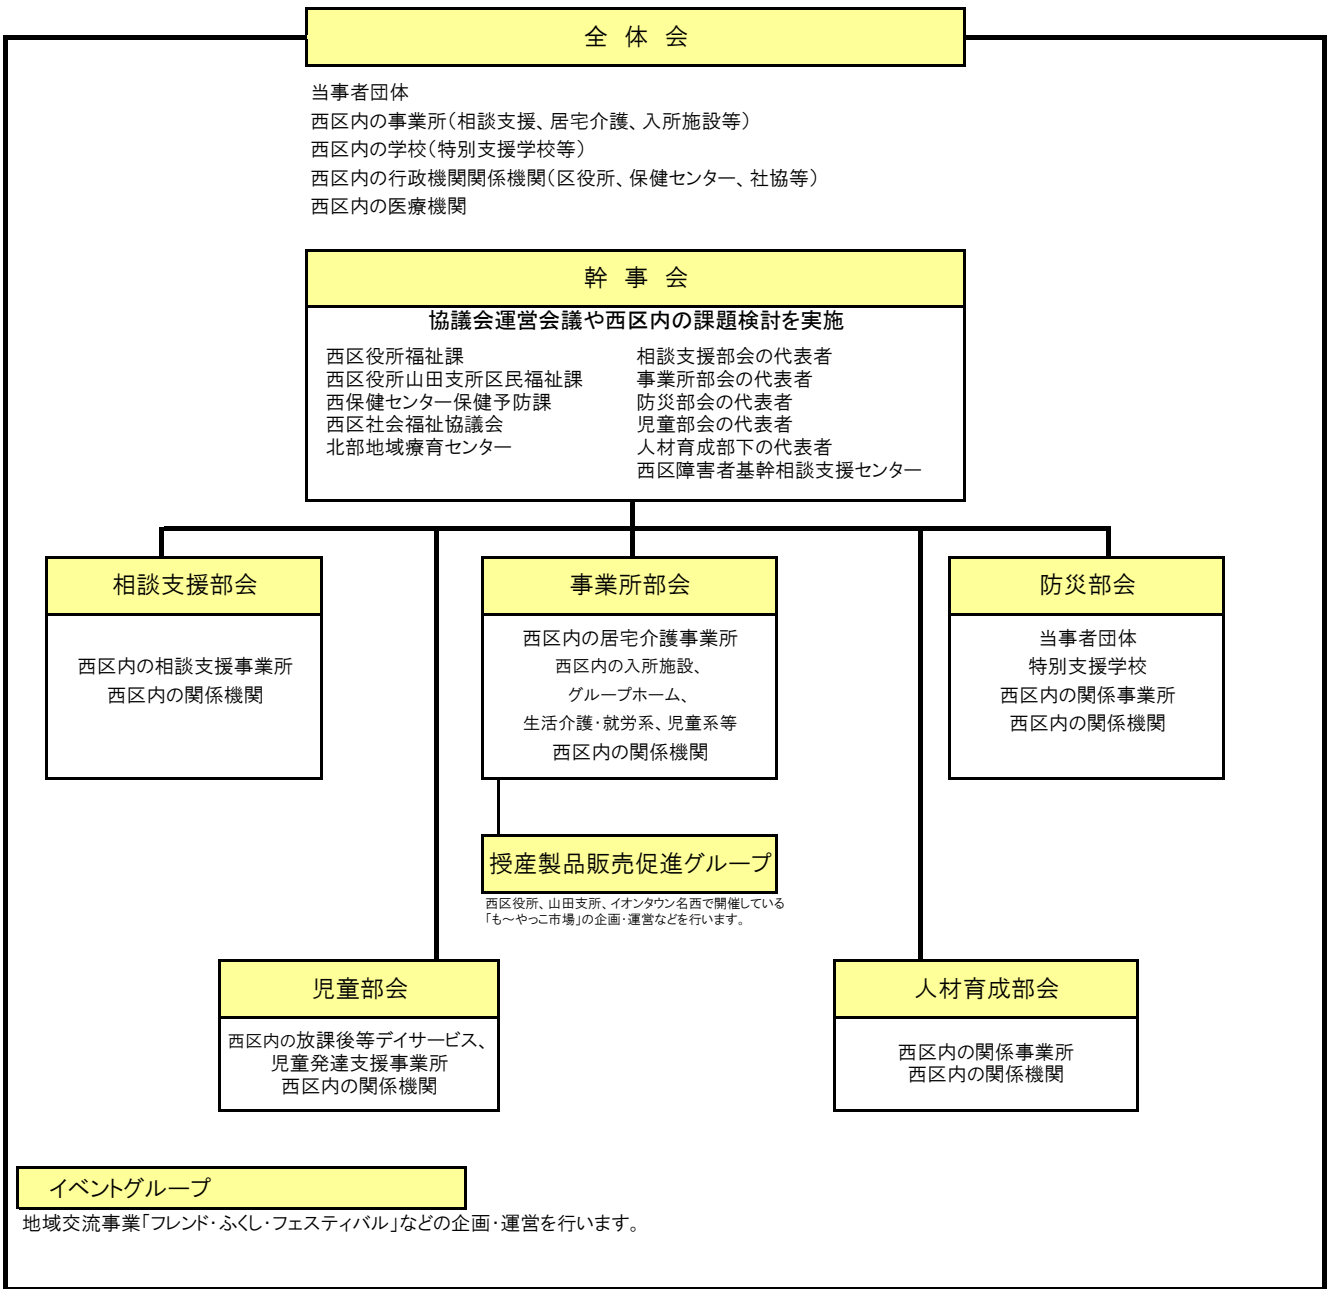 全 体 会
当事者団体
西区内の事業所（相談支援、居宅介護、入所施設等）
西区内の学校（特別支援学校等）
西区内の行政機関関係機関（区役所、保健センター、社協等）
西区内の医療機関
幹 事 会
協議会運営会議や西区内の課題検討を実施
西区役所福祉課
西区役所山田支所区民福祉課
西保健センター保健予防課
西区社会福祉協議会
北部地域療育センター
相談支援部会の代表者
事業所部会の代表者
防災部会の代表者
児童部会の代表者
人材育成部下の代表者
西区障害者基幹相談支援センター
相談支援部会
西区内の相談支援事業所
西区内の関係機関
事業所部会
西区内の居宅介護事業所
西区内の入所施設、
グループホーム、
生活介護・就労系、児童系等
西区内の関係機関
防災部会
当事者団体
特別支援学校
西区内の関係事業所
西区内の関係機関
授産製品販売促進グループ
西区役所、山田支所、イオンタウン名西で開催している
「も～やっこ市場」の企画・運営などを行います。
児童部会
西区内の放課後等デイサービス、
児童発達支援事業所
西区内の関係機関
人材育成部会
西区内の関係事業所
西区内の関係機関
イベントグループ
地域交流事業「フレンド・ふくし・フェスティバル」などの企画・運営を行います。